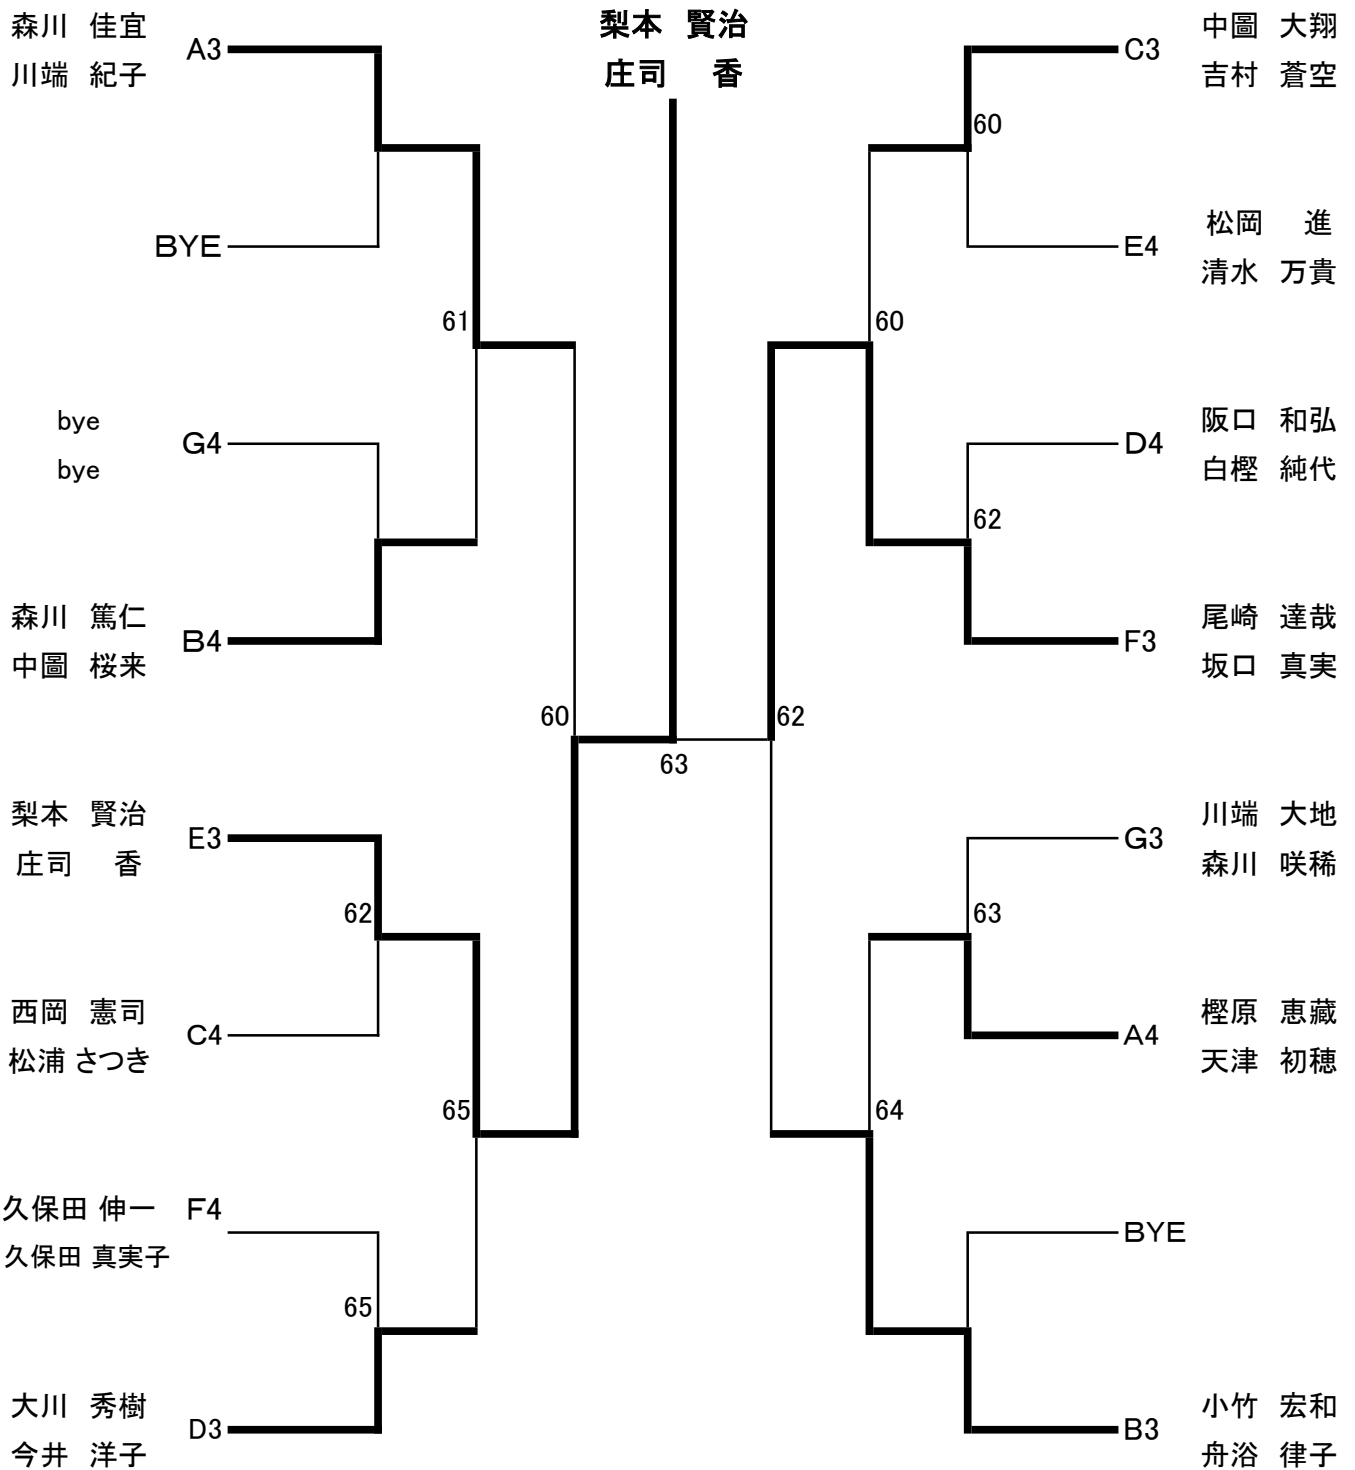 梨本 賢治
庄司 香
森川 佳宜
川端 紀子
A3
BYE
61
bye
bye
G4
森川 篤仁
中圖 桜来
B4
60
梨本 賢治
庄司 香
E3
62
西岡 憲司
松浦 さつき
C4
65
久保田 伸一
久保田 真実子
F4
65
大川 秀樹
今井 洋子
D3
63
中圖 大翔
吉村 蒼空
C3
60
松岡 進
清水 万貴
E4
60
阪口 和弘
白樫 純代
D4
62
尾崎 達哉
坂口 真実
F3
62
川端 大地
森川 咲稀
G3
63
樫原 恵藏
天津 初穂
A4
64
BYE
小竹 宏和
舟浴 律子
B3